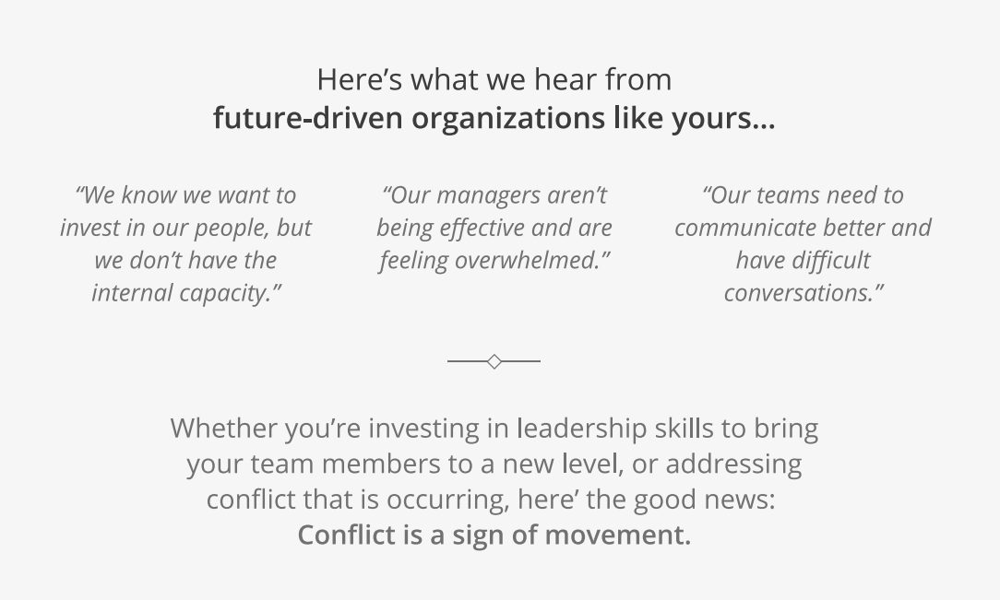 Here’s what we hear from
future-driven organizations like yours...
“We know we want to
invest in our people, but
we don’t have the
internal capacity.”
“Our managers aren’t
being effective and are
feeling overwhelmed.”
“Our teams need to
communicate better and
have difficult
conversations.”
Whether you’re investing in leadership skills to bring
your team members to a new level, or addressing
conflict that is occurring, here’ the good news:
Conflict is a sign of movement.